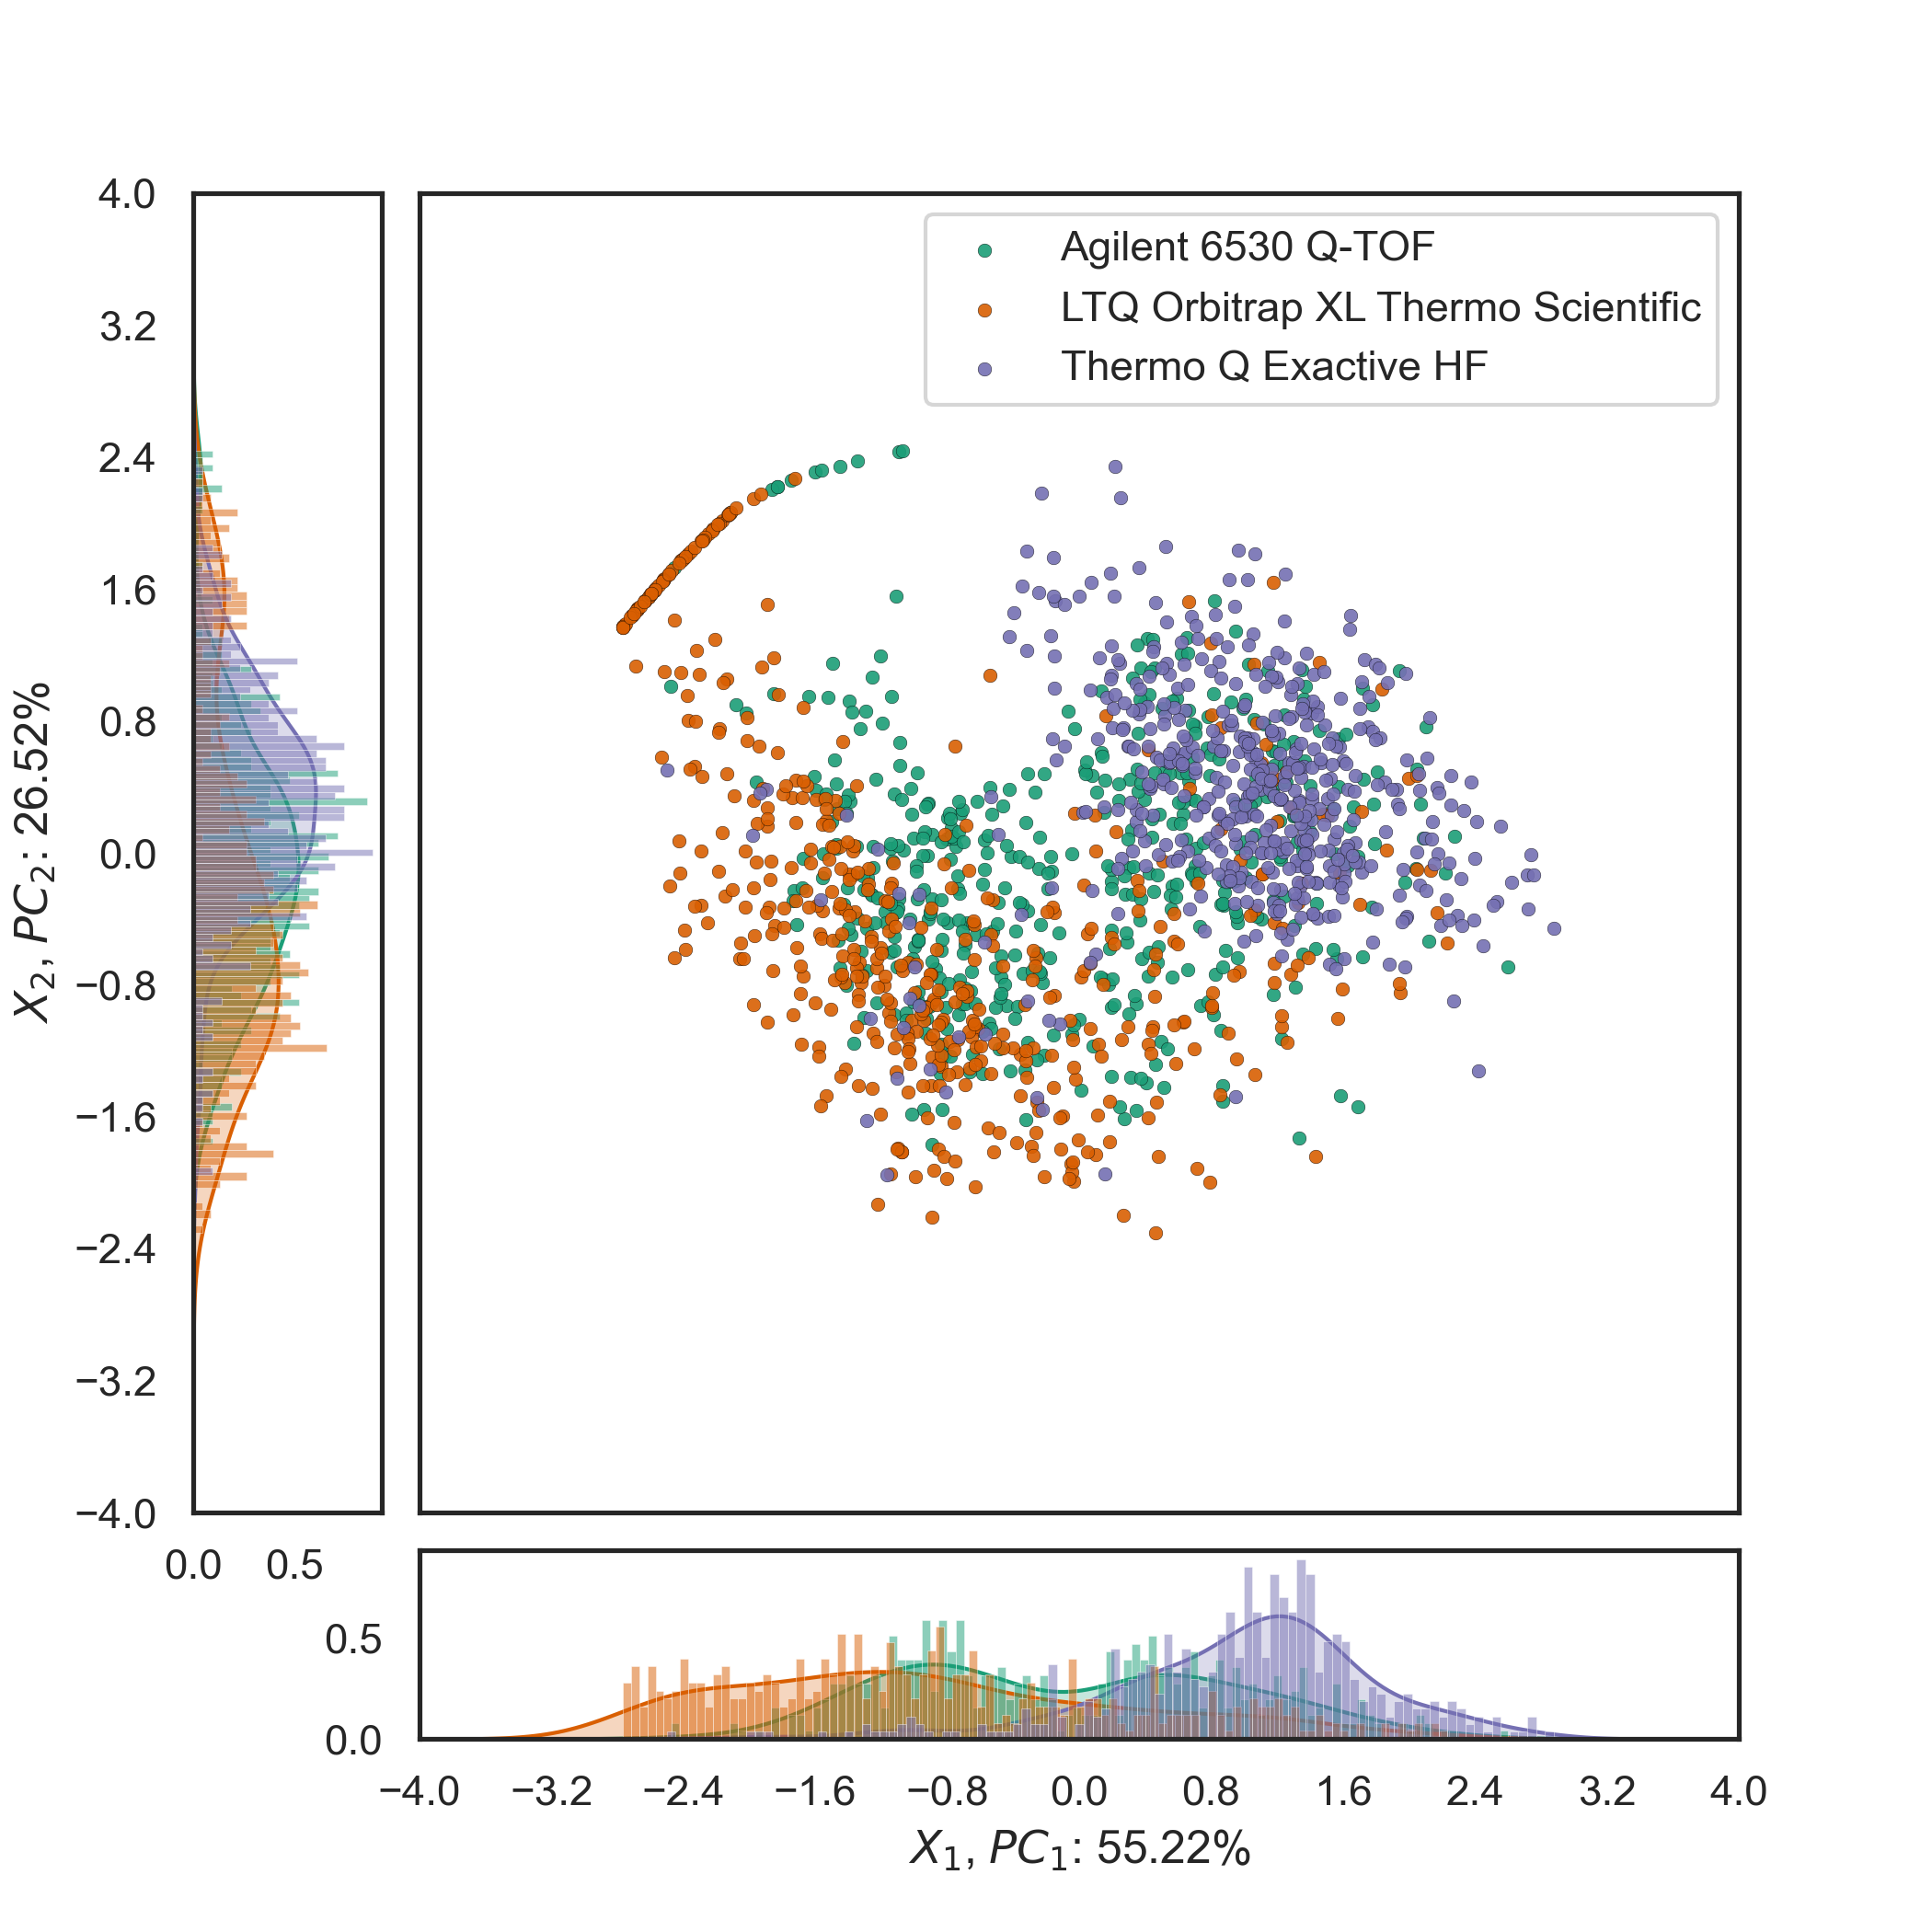 4.0
3.2
2.4
1.6
0.8
0.0
−0.8
−1.6
−2.4
−3.2
−4.0
X₂, PC₂: 26.52%
Agilent 6530 Q-TOF
LTQ Orbitrap XL Thermo Scientific
Thermo Q Exactive HF
0.0 0.5
0.5
0.0
−4.0 −3.2 −2.4 −1.6 −0.8 0.0 0.8 1.6 2.4 3.2 4.0
X₁, PC₁: 55.22%